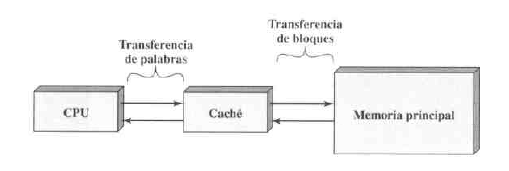 Transferencia
de palabras
Transferencia
de bloques
CPU
Caché
Memoria principal